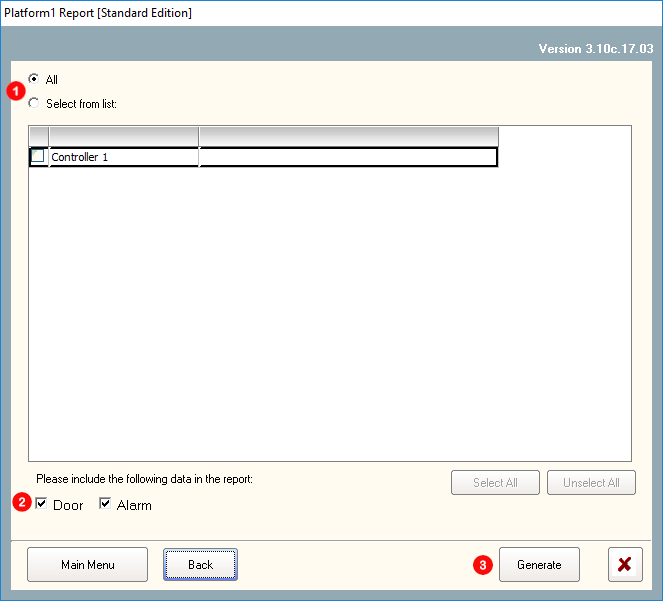 Platform1 Report [Standard Edition]
Version 3.10c.17.03
All
1
Select from list:
Controller 1
Please include the following data in the report:
Select All Unselect All
2 Door Alarm
Main Menu Back 3 Generate X